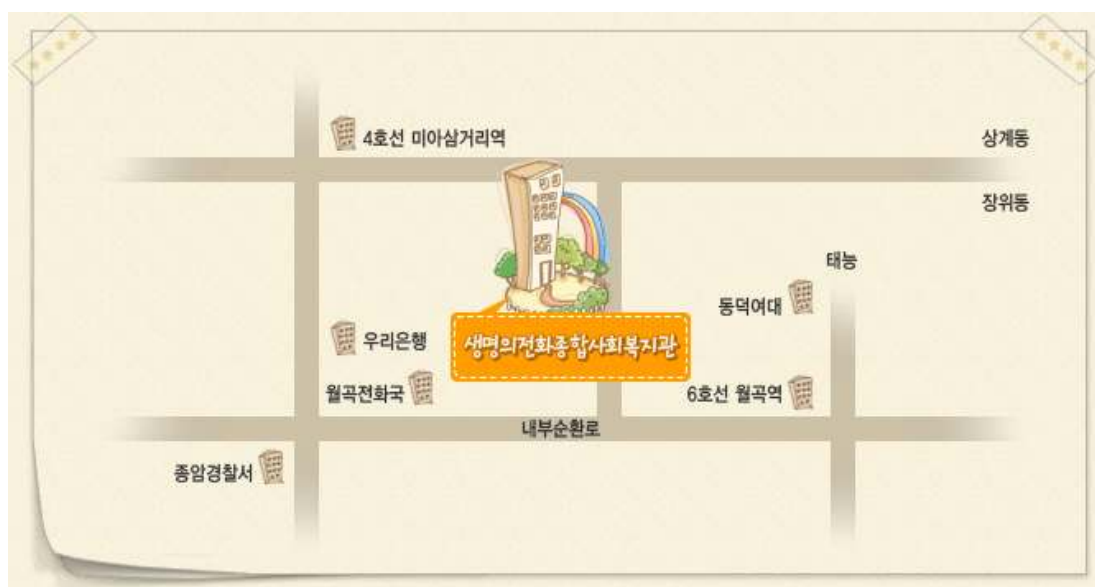 4호선 미아삼거리역
상계동
장위동
태능
동덕여대
우리은행
생명의전화종합사회복지관
월곡전화국
6호선 월곡역
내부순환로
종암경찰서